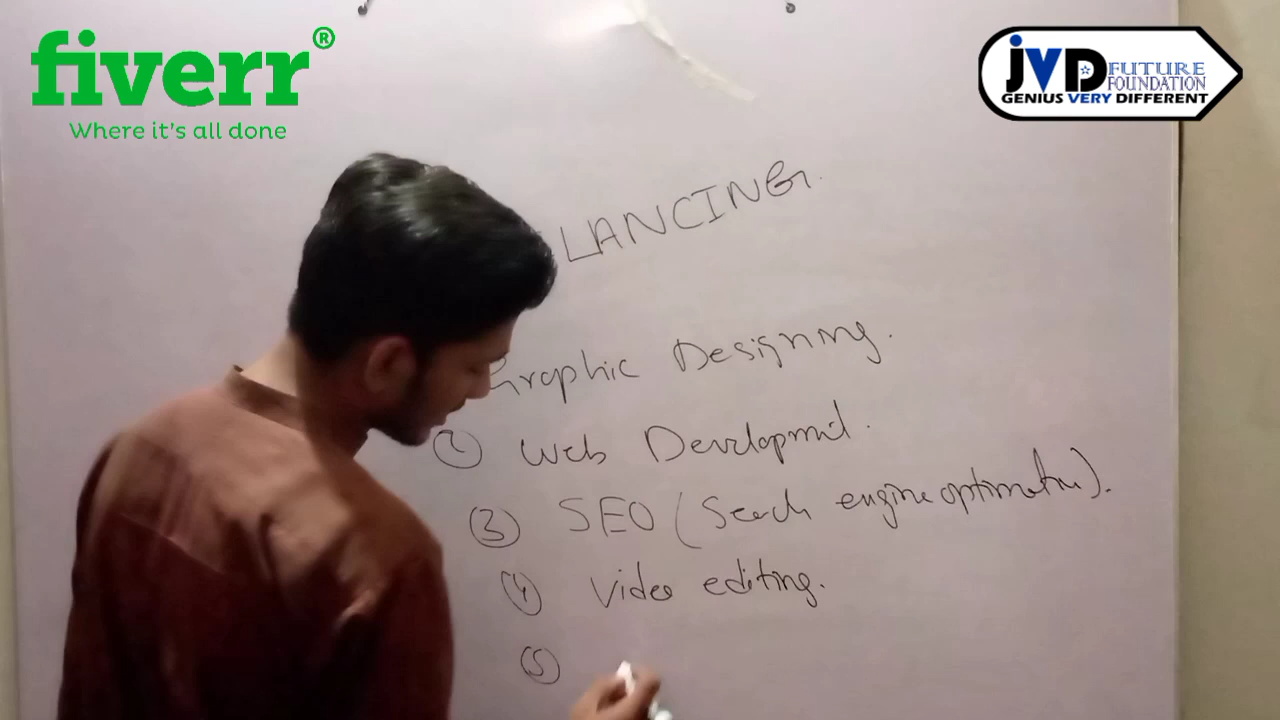 fiverr®
Where it's all done
JVD FUTURE FOUNDATION
GENIUS VERY DIFFERENT
LANCING.
Graphic Designing.
② Web Development.
③ SEO (Search engine optimization).
④ Video editing.
⑤